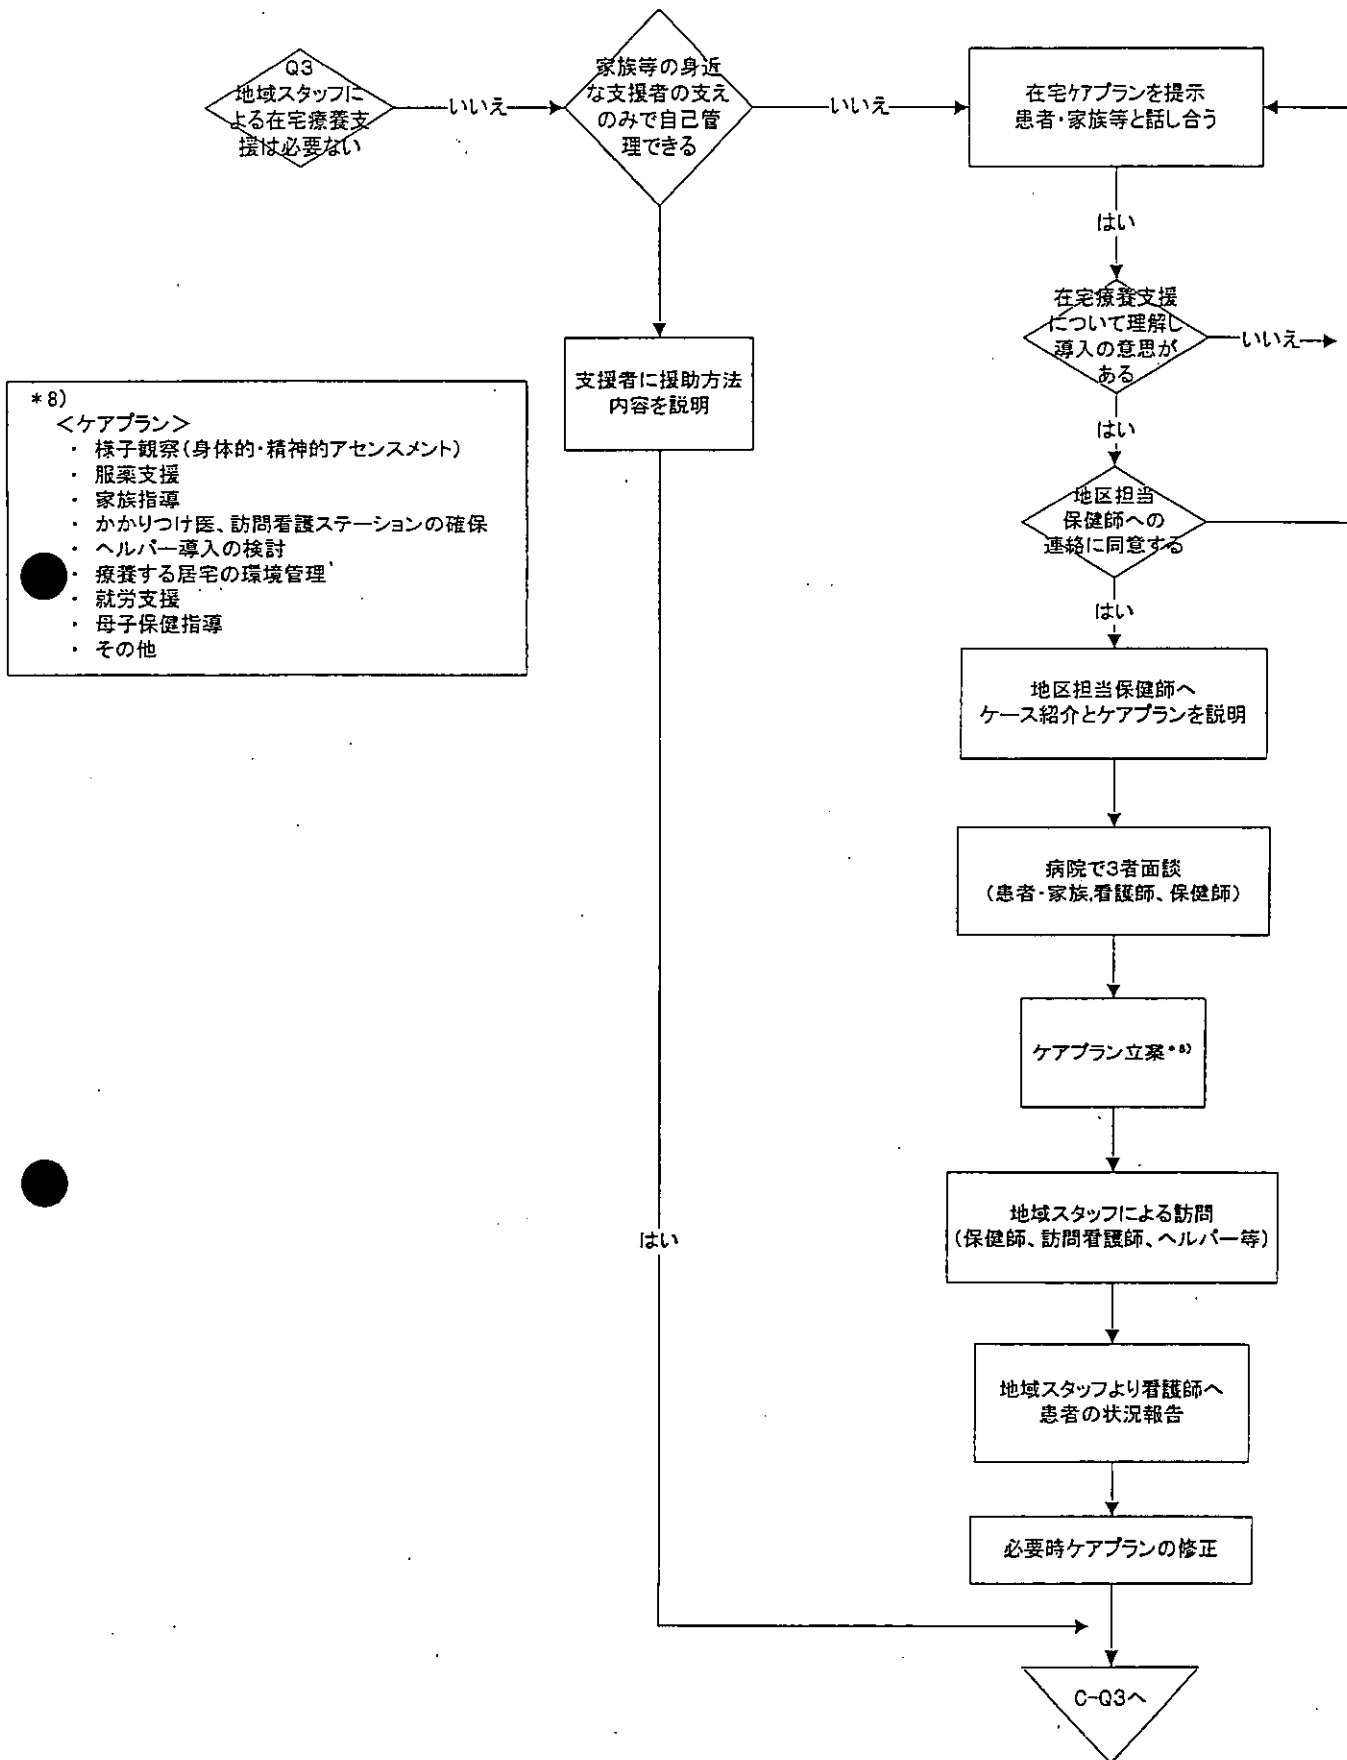 Q3
地域スタッフに
よる在宅療養支
援は必要ない
いいえ
家族等の身近
な支援者の支え
のみで自己管
理できる
いいえ
在宅ケアプランを提示
患者・家族等と話し合う
はい
在宅療養支援
について理解し
導入の意思が
ある
いいえ
支援者に援助方法
内容を説明
*8)
<ケアプラン>
・ 様子観察(身体的・精神的アセンスメント)
・ 服薬支援
・ 家族指導
・ かかりつけ医、訪問看護ステーションの確保
・ ヘルパー導入の検討
・ 療養する居宅の環境管理
・ 就労支援
・ 母子保健指導
・ その他
はい
地区担当
保健師への
連絡に同意する
はい
地区担当保健師へ
ケース紹介とケアプランを説明
病院で3者面談
(患者・家族,看護師、保健師)
ケアプラン立案*8)
地域スタッフによる訪問
(保健師、訪問看護師、ヘルパー等)
はい
地域スタッフより看護師へ
患者の状況報告
必要時ケアプランの修正
C-Q3へ